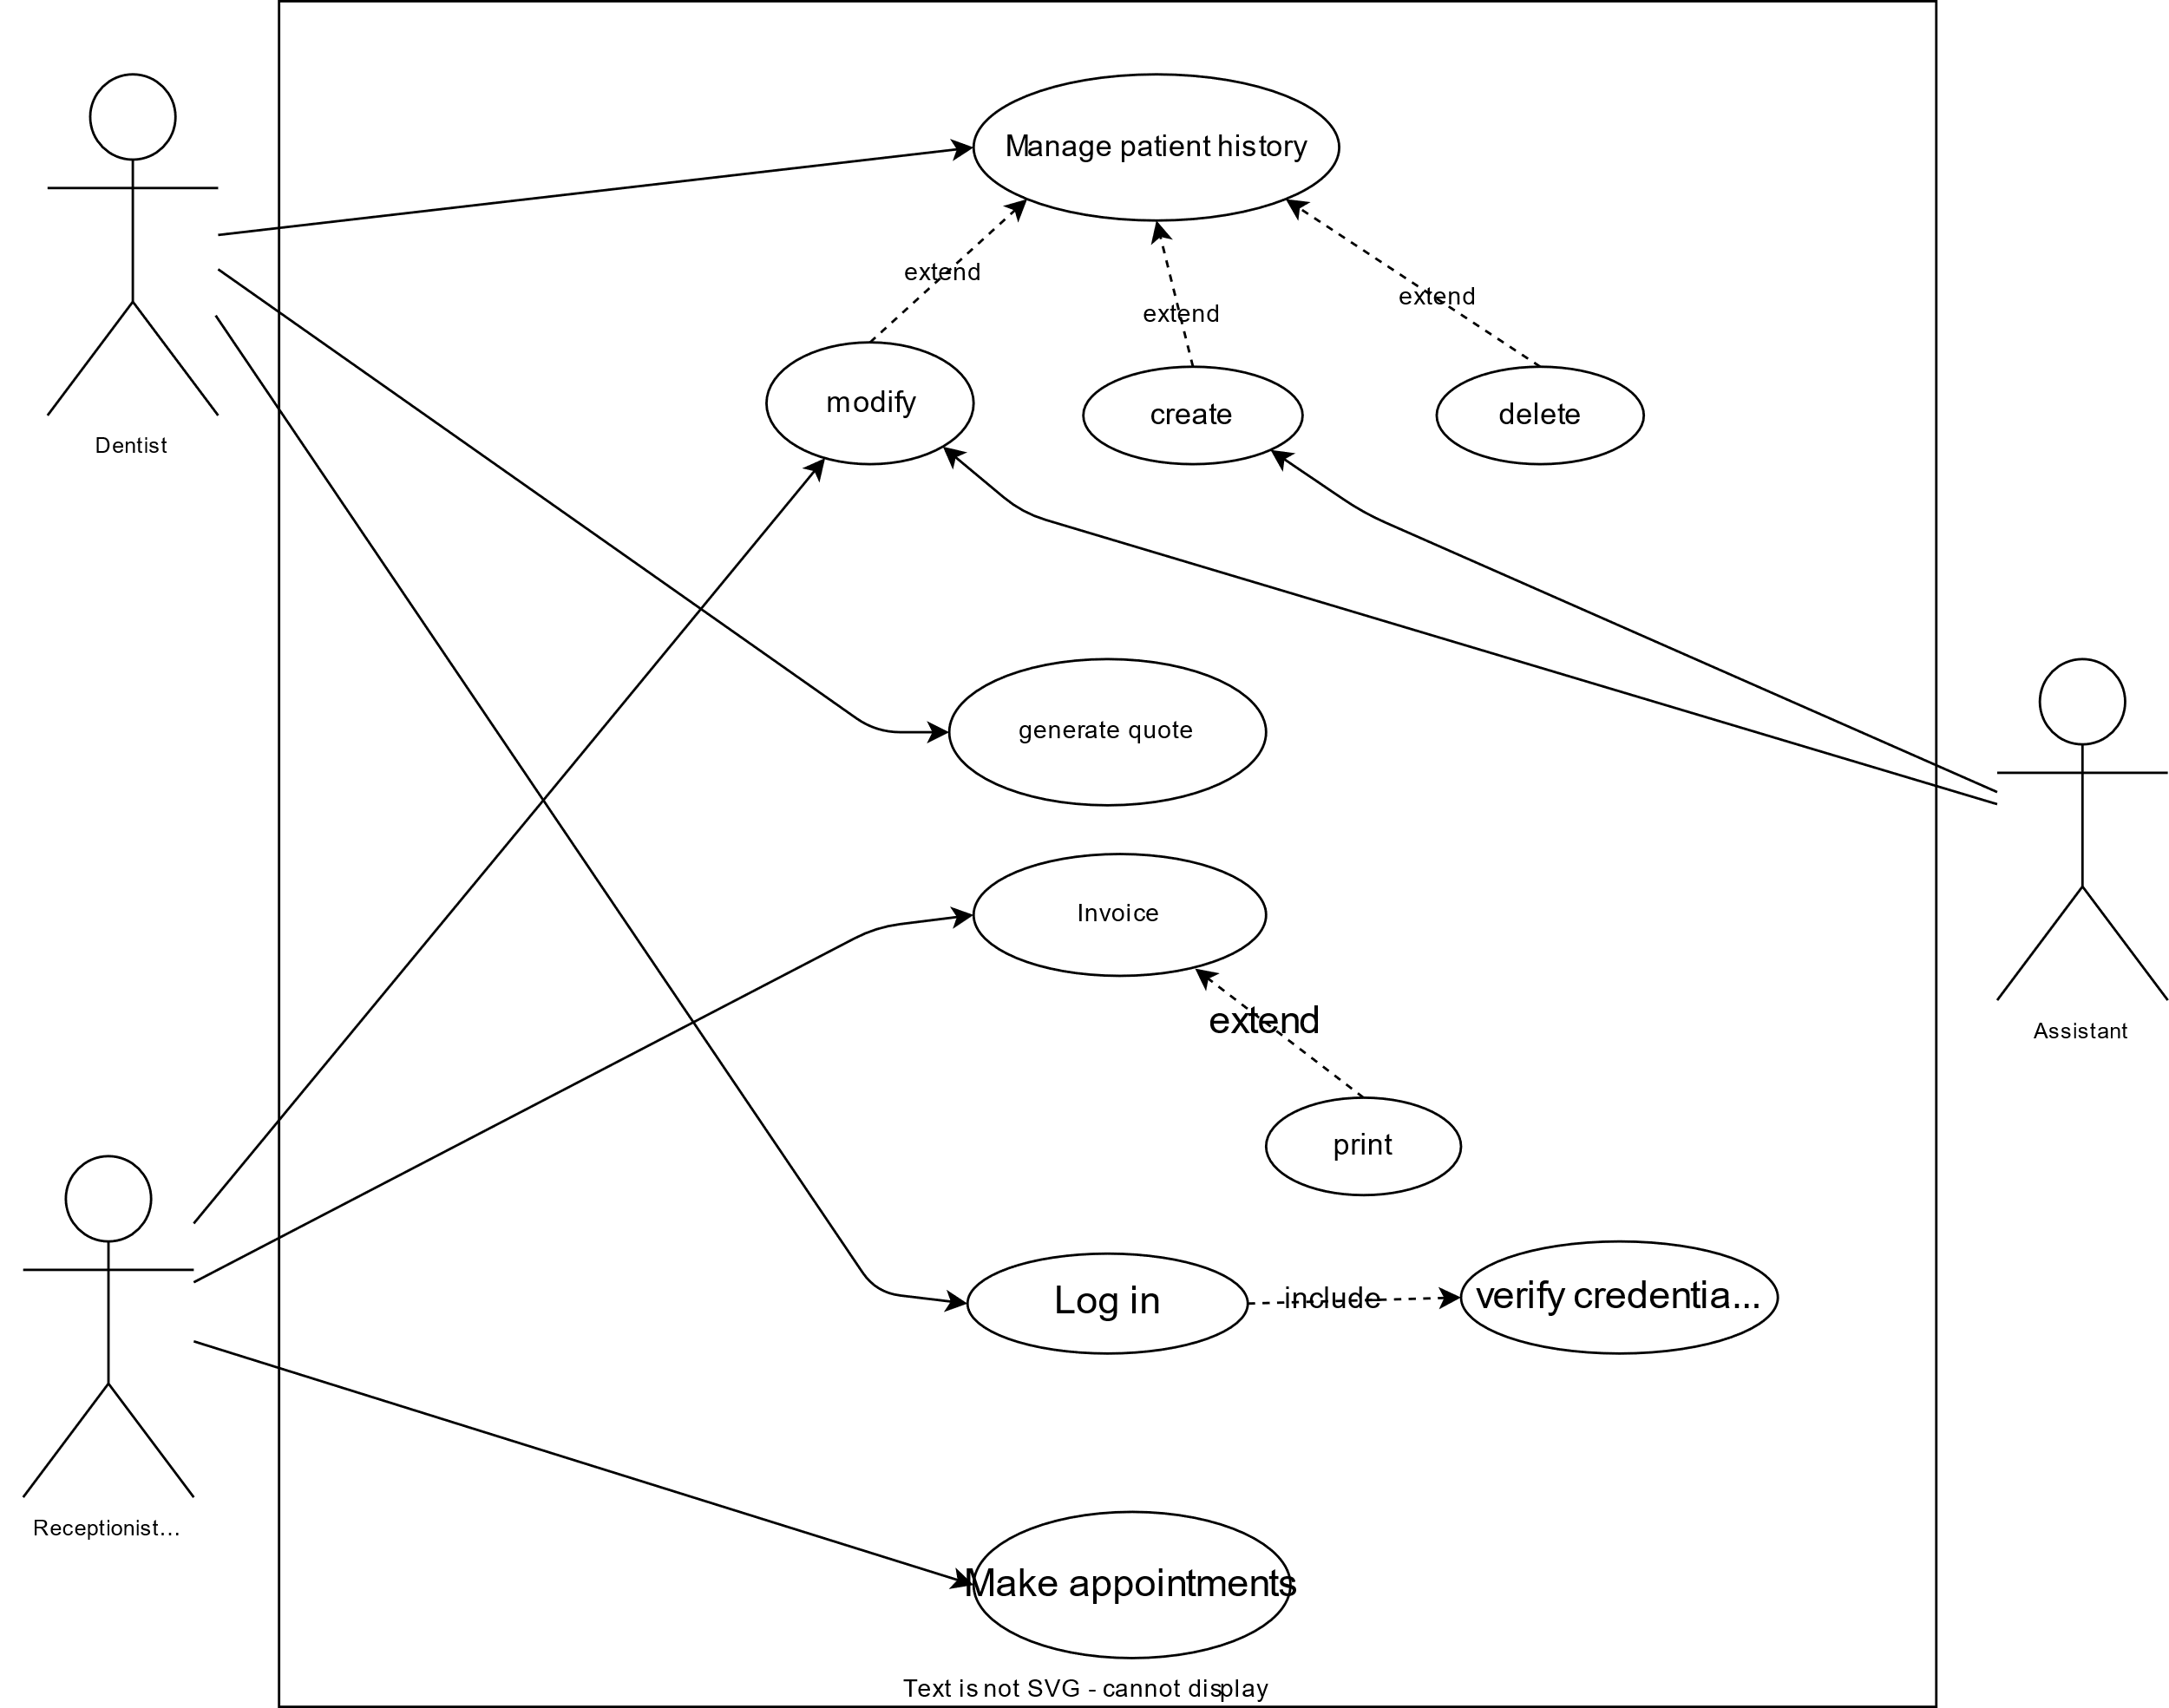 Manage patient history
extend
extend
extend
modify
create
delete
Dentist
generate quote
Invoice
extend
Assistant
print
Log in
include
verify credentia...
Receptionist...
Make appointments
Text is not SVG - cannot display